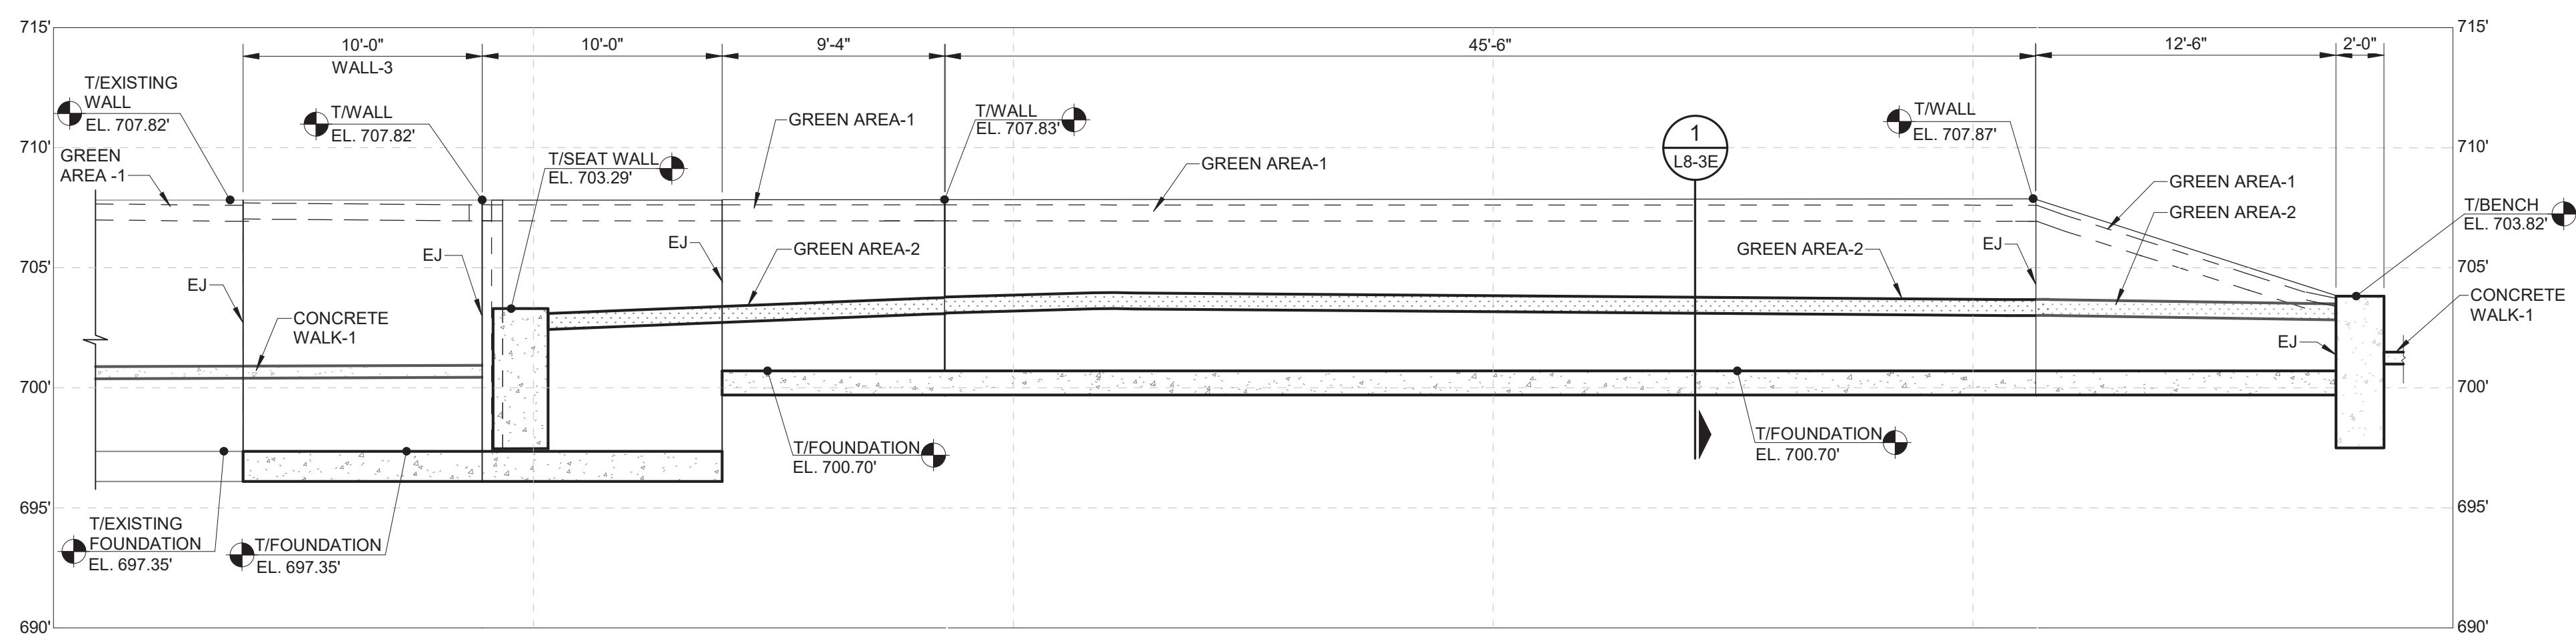 715'
715'
10'-0"
WALL-3
10'-0"
9'-4"
45'-6"
12'-6"
2'-0"
T/EXISTING
WALL
EL. 707.82'
T/WALL
EL. 707.82'
GREEN AREA-1
T/WALL
EL. 707.83'
1
L8-3E
T/WALL
EL. 707.87'
710'
710'
GREEN
AREA -1
T/SEAT WALL
EL. 703.29'
GREEN AREA-1
GREEN AREA-1
GREEN AREA-2
T/BENCH
EL. 703.82'
EJ
EJ
EJ
GREEN AREA-2
GREEN AREA-2
EJ
705'
705'
CONCRETE
WALK-1
CONCRETE
WALK-1
EJ
700'
700'
T/FOUNDATION
EL. 700.70'
T/FOUNDATION
EL. 700.70'
695'
695'
T/EXISTING
FOUNDATION
EL. 697.35'
T/FOUNDATION
EL. 697.35'
690'
690'